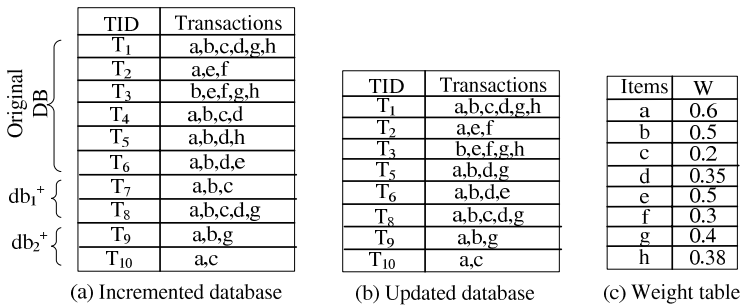 TID Transactions
T1 a,b,c,d,g,h
T2 a,e,f
T3 b,e,f,g,h
T4 a,b,c,d
T5 a,b,d,h
T6 a,b,d,e
T7 a,b,c
T8 a,b,c,d,g
T9 a,b,g
T10 a,c
Original
DB
db1+
db2+
(a) Incremented database
TID Transactions
T1 a,b,c,d,g,h
T2 a,e,f
T3 b,e,f,g,h
T5 a,b,d,g
T6 a,b,d,e
T8 a,b,c,d,g
T9 a,b,g
T10 a,c
(b) Updated database
Items W
a 0.6
b 0.5
c 0.2
d 0.35
e 0.5
f 0.3
g 0.4
h 0.38
(c) Weight table